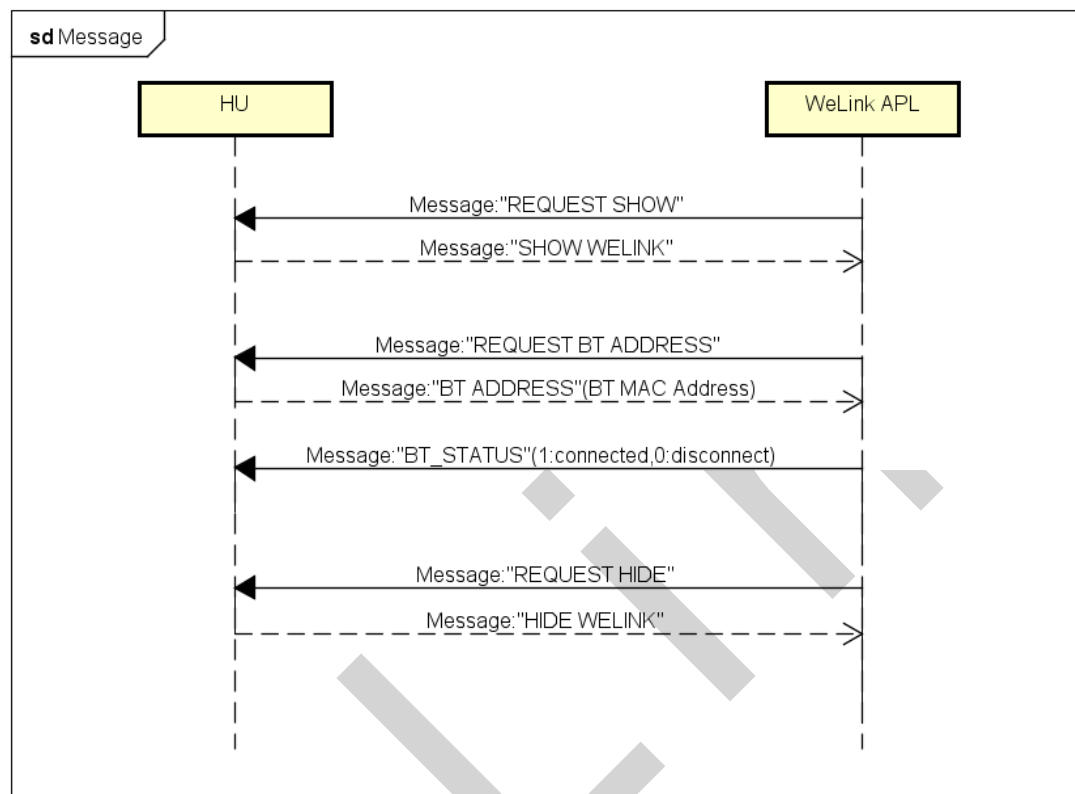 sd Message
HU
WeLink APL
Message:"REQUEST SHOW"
Message:"SHOW WELINK"
Message:"REQUEST BT ADDRESS"
Message:"BT ADDRESS"(BT MAC Address)
Message:"BT_STATUS"(1:connected,0:disconnect)
Message:"REQUEST HIDE"
Message:"HIDE WELINK"